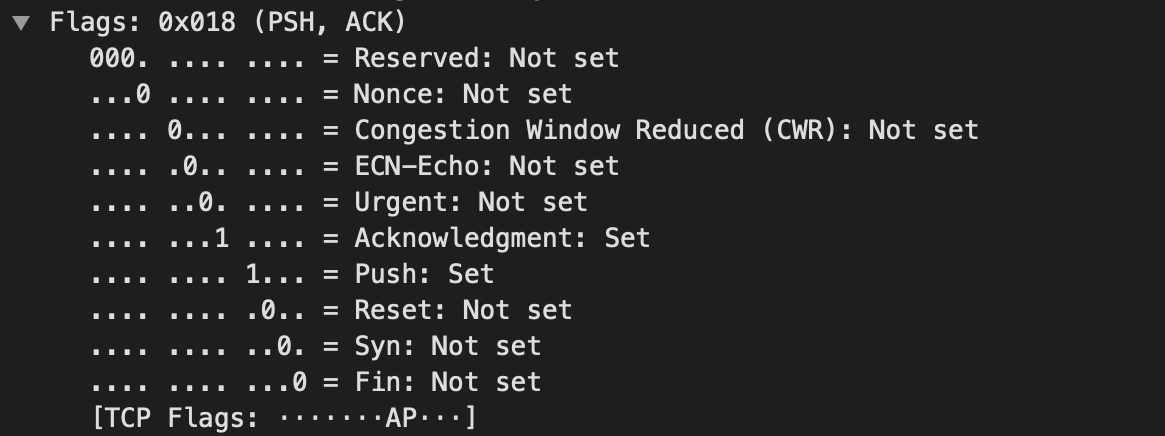 ▼ Flags: 0x018 (PSH, ACK)
000. .... .... = Reserved: Not set
...0 .... .... = Nonce: Not set
.... 0... .... = Congestion Window Reduced (CWR): Not set
.... .0.. .... = ECN-Echo: Not set
.... ..0. .... = Urgent: Not set
.... ...1 .... = Acknowledgment: Set
.... .... 1... = Push: Set
.... .... .0.. = Reset: Not set
.... .... ..0. = Syn: Not set
.... .... ...0 = Fin: Not set
[TCP Flags: ·······AP···]